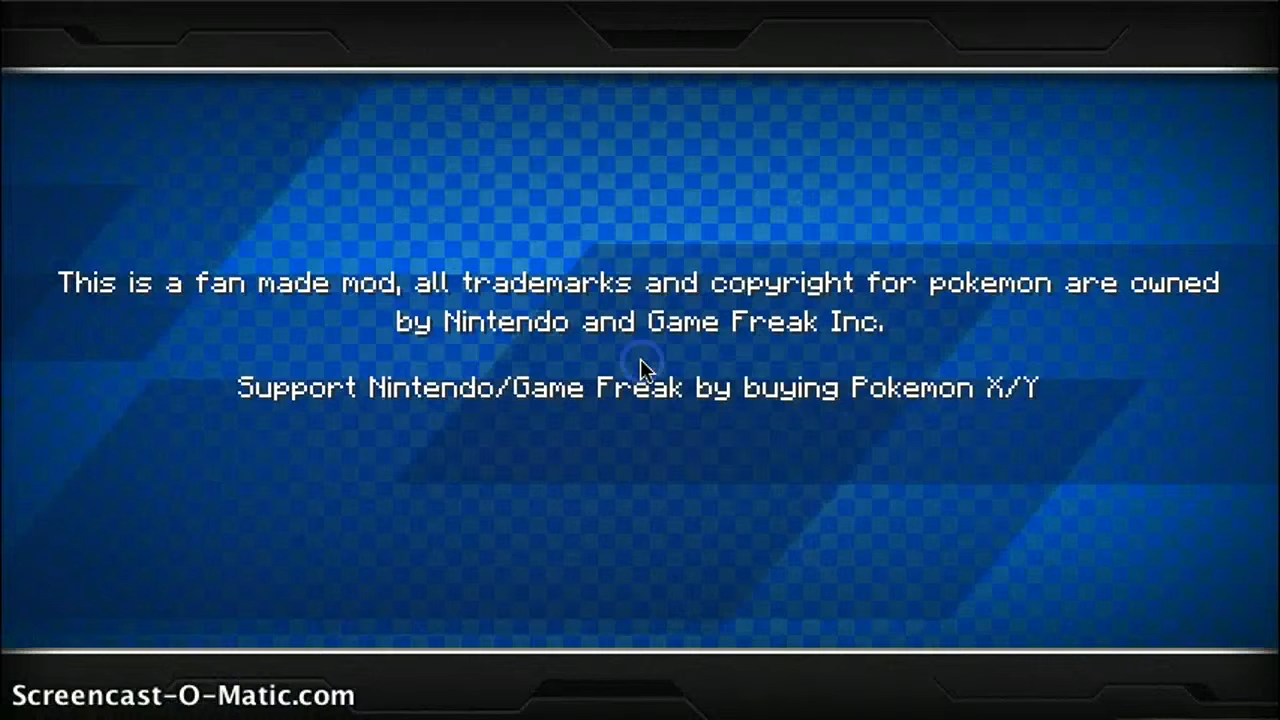 This is a fan made mod, all trademarks and copyright for pokemon are owned
by Nintendo and Game Freak Inc.
Support Nintendo/Game Freak by buying Pokemon X/Y
Screencast-O-Matic.com